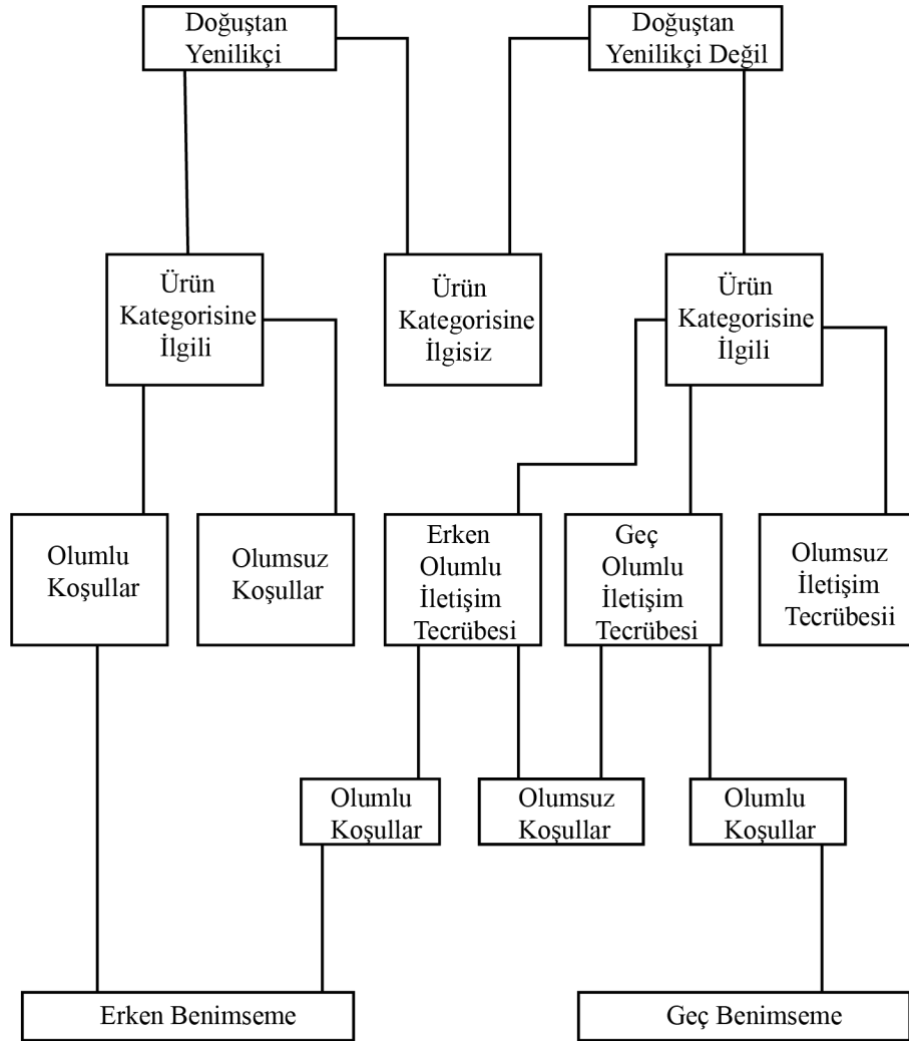 Doğuştan
Yenilikçi
Doğuştan
Yenilikçi Değil
Ürün
Kategorisine
İlgili
Ürün
Kategorisine
İlgisiz
Ürün
Kategorisine
İlgili
Olumlu
Koşullar
Olumsuz
Koşullar
Erken
Olumlu
İletişim
Tecrübesi
Geç
Olumlu
İletişim
Tecrübesi
Olumsuz
İletişim
Tecrübesii
Olumlu
Koşullar
Olumsuz
Koşullar
Olumlu
Koşullar
Erken Benimseme
Geç Benimseme